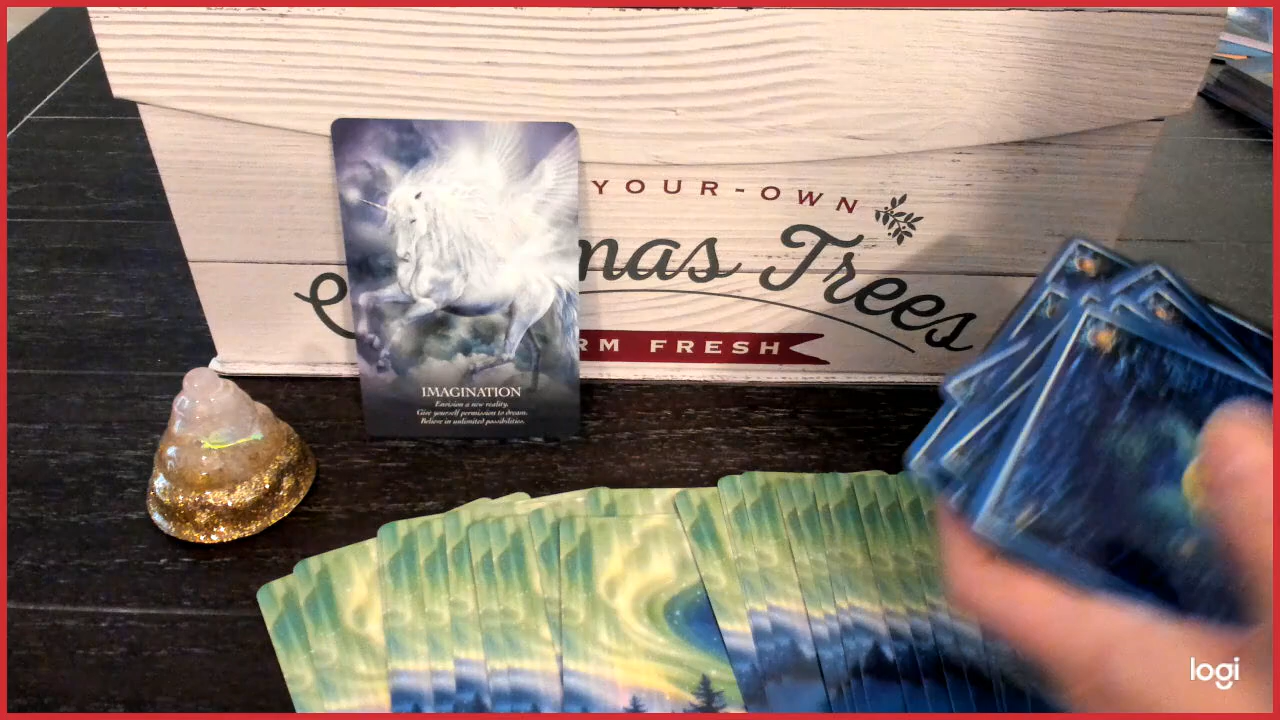 YOUR-OWN
mas Trees
RM FRESH
IMAGINATION
Envision a new reality.
Give yourself permission to dream.
Believe in unlimited possibilities.
logi